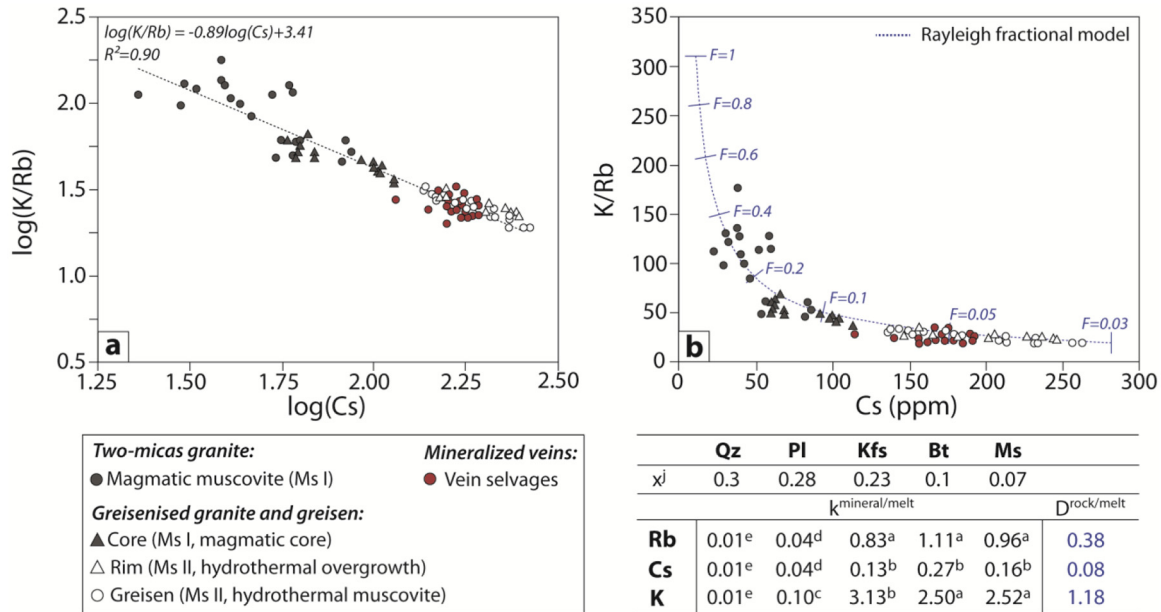 2.5
2.0
1.5
1.0
0.5
1.25
1.50
1.75
2.00
2.25
2.50
log(K/Rb)
log(Cs)
log(K/Rb) = -0.89log(Cs)+3.41
R²=0.90
a
350
300
250
200
150
100
50
0
0
50
100
150
200
250
300
K/Rb
Cs (ppm)
Rayleigh fractional model
F=1
F=0.8
F=0.6
F=0.4
F=0.2
F=0.1
F=0.05
F=0.03
b
Two-micas granite:
Magmatic muscovite (Ms I)
Greisenised granite and greisen:
Core (Ms I, magmatic core)
Rim (Ms II, hydrothermal overgrowth)
Greisen (Ms II, hydrothermal muscovite)
Mineralized veins:
Vein selvages
Qz Pl Kfs Bt Ms
xʲ 0.3 0.28 0.23 0.1 0.07
kᵐⁱⁿᵉʳᵃˡ/ᵐᵉˡᵗ Dʳᵒᶜᵏ/ᵐᵉˡᵗ
Rb 0.01ᵉ 0.04ᵈ 0.83ᵃ 1.11ᵃ 0.96ᵃ 0.38
Cs 0.01ᵉ 0.04ᵈ 0.13ᵇ 0.27ᵇ 0.16ᵇ 0.08
K 0.01ᵉ 0.10ᶜ 3.13ᵇ 2.50ᵃ 2.52ᵃ 1.18